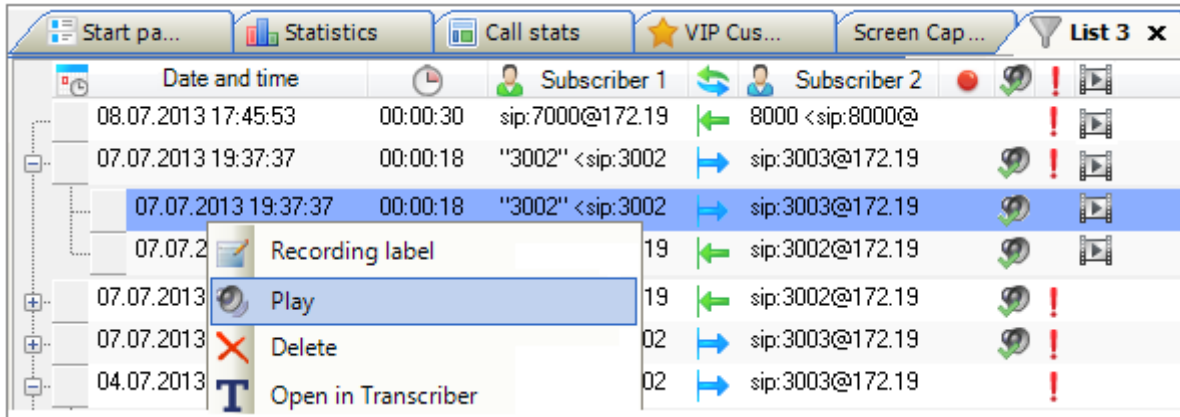 Start pa... Statistics Call stats VIP Cus... Screen Cap... List 3 x
Date and time Subscriber 1 Subscriber 2
08.07.2013 17:45:53 00:00:30 sip:7000@172.19 8000 <sip:8000@
07.07.2013 19:37:37 00:00:18 "3002" <sip:3002 sip:3003@172.19
07.07.2013 19:37:37 00:00:18 "3002" <sip:3002 sip:3003@172.19
07.07.2 Recording label 19 sip:3002@172.19
07.07.2013 Play 19 sip:3002@172.19
07.07.2013 Delete 02 sip:3003@172.19
04.07.2013 Open in Transcriber 02 sip:3003@172.19